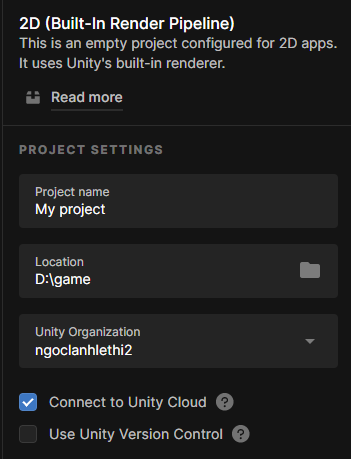 2D (Built-In Render Pipeline)
This is an empty project configured for 2D apps.
It uses Unity's built-in renderer.
Read more
PROJECT SETTINGS
Project name
My project
Location
D:\game
Unity Organization
ngoclanhlethi2
Connect to Unity Cloud ?
Use Unity Version Control ?